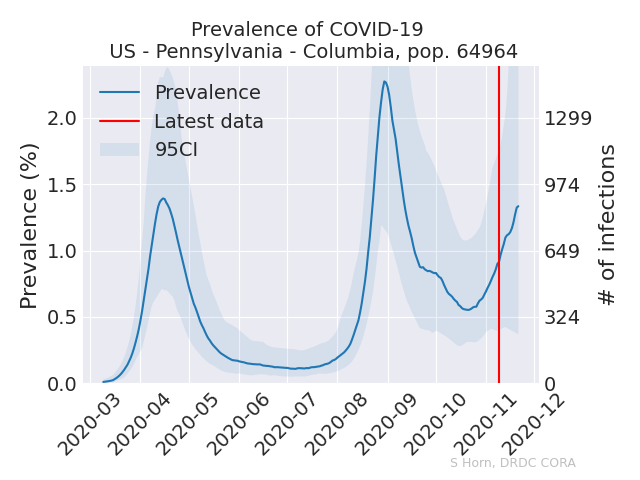 Prevalence of COVID-19
US - Pennsylvania - Columbia, pop. 64964
Prevalence
Latest data
95CI
Prevalence (%)
2.0
1.5
1.0
0.5
0.0
1299
974
649
324
0
# of infections
2020-03
2020-04
2020-05
2020-06
2020-07
2020-08
2020-09
2020-10
2020-11
2020-12
S Horn, DRDC CORA